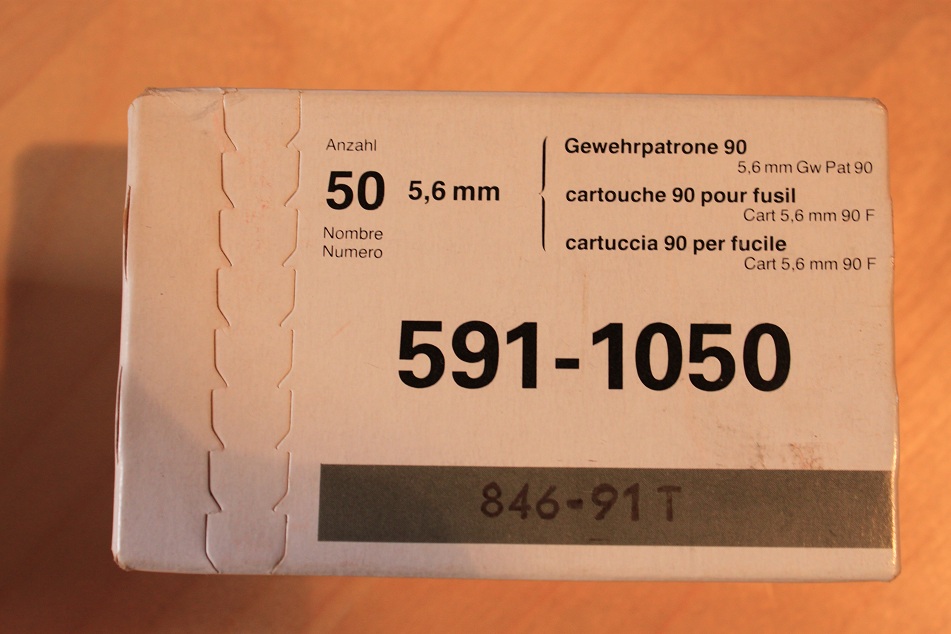 Anzahl
50 5,6 mm
Nombre
Numero
Gewehrpatrone 90
5,6 mm Gw Pat 90
cartouche 90 pour fusil
Cart 5,6 mm 90 F
cartuccia 90 per fucile
Cart 5,6 mm 90 F
591-1050
846-91 T